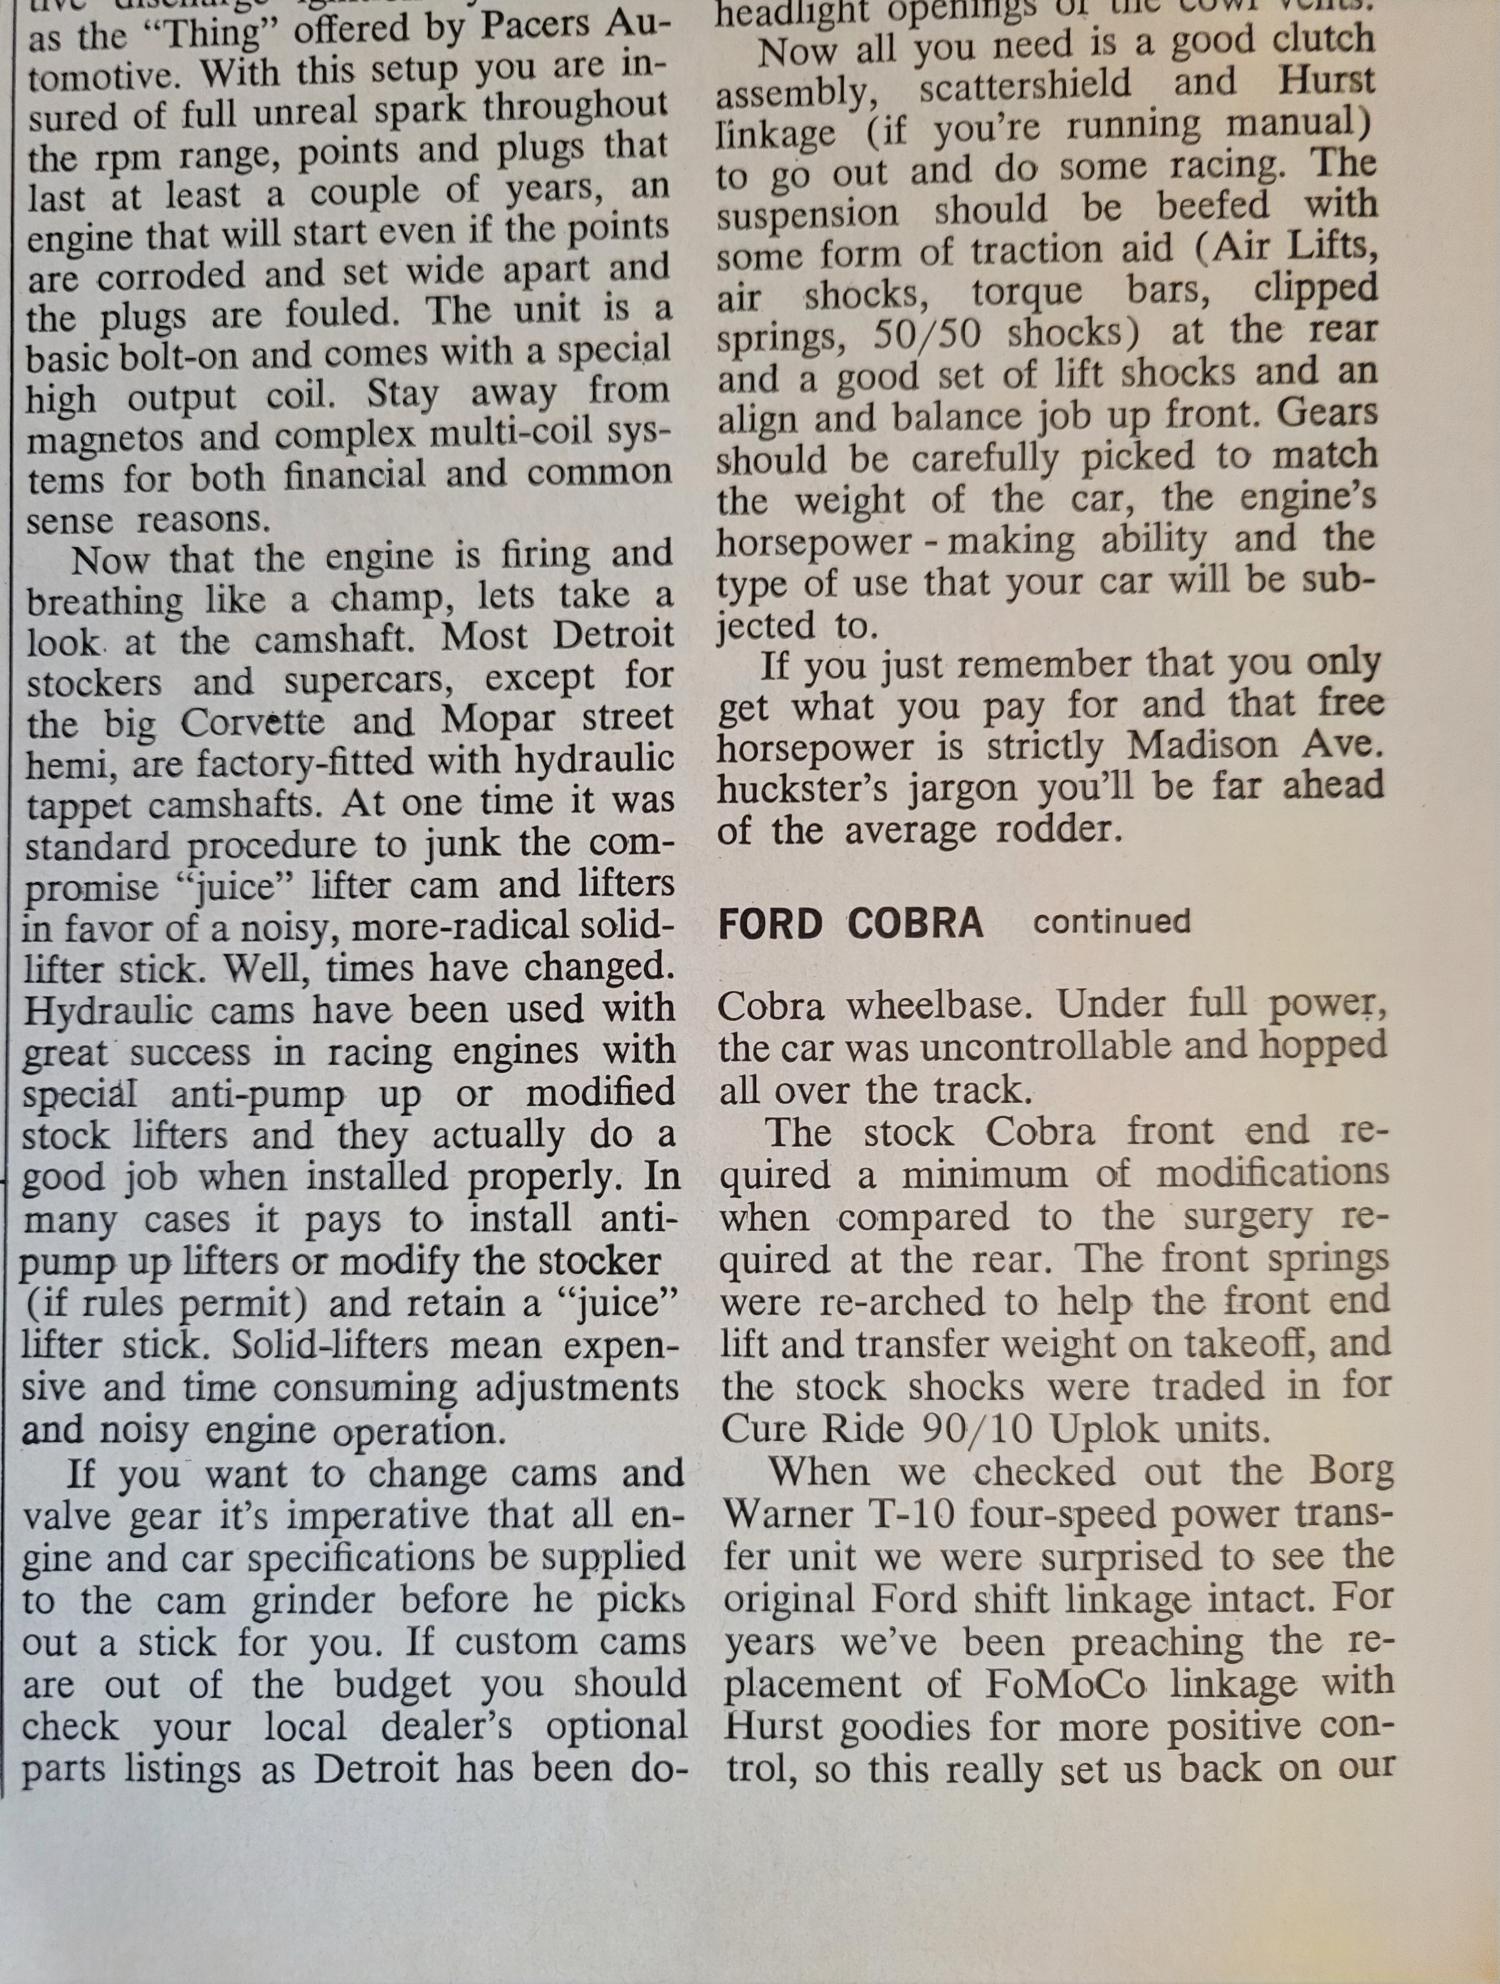 as the “Thing” offered by Pacers Au-
tomotive. With this setup you are in-
sured of full unreal spark throughout
the rpm range, points and plugs that
last at least a couple of years, an
engine that will start even if the points
are corroded and set wide apart and
the plugs are fouled. The unit is a
basic bolt-on and comes with a special
high output coil. Stay away from
magnetos and complex multi-coil sys-
tems for both financial and common
sense reasons.
Now that the engine is firing and
breathing like a champ, lets take a
look at the camshaft. Most Detroit
stockers and supercars, except for
the big Corvette and Mopar street
hemi, are factory-fitted with hydraulic
tappet camshafts. At one time it was
standard procedure to junk the com-
promise “juice” lifter cam and lifters
in favor of a noisy, more-radical solid-
lifter stick. Well, times have changed.
Hydraulic cams have been used with
great success in racing engines with
special anti-pump up or modified
stock lifters and they actually do a
good job when installed properly. In
many cases it pays to install anti-
pump up lifters or modify the stocker
(if rules permit) and retain a “juice”
lifter stick. Solid-lifters mean expen-
sive and time consuming adjustments
and noisy engine operation.
If you want to change cams and
valve gear it’s imperative that all en-
gine and car specifications be supplied
to the cam grinder before he picks
out a stick for you. If custom cams
are out of the budget you should
check your local dealer’s optional
parts listings as Detroit has been do-
headlight openings or the cowl vents.
Now all you need is a good clutch
assembly, scattershield and Hurst
linkage (if you’re running manual)
to go out and do some racing. The
suspension should be beefed with
some form of traction aid (Air Lifts,
air shocks, torque bars, clipped
springs, 50/50 shocks) at the rear
and a good set of lift shocks and an
align and balance job up front. Gears
should be carefully picked to match
the weight of the car, the engine’s
horsepower - making ability and the
type of use that your car will be sub-
jected to.
If you just remember that you only
get what you pay for and that free
horsepower is strictly Madison Ave.
huckster’s jargon you’ll be far ahead
of the average rodder.
FORD COBRA continued
Cobra wheelbase. Under full power,
the car was uncontrollable and hopped
all over the track.
The stock Cobra front end re-
quired a minimum of modifications
when compared to the surgery re-
quired at the rear. The front springs
were re-arched to help the front end
lift and transfer weight on takeoff, and
the stock shocks were traded in for
Cure Ride 90/10 Uplok units.
When we checked out the Borg
Warner T-10 four-speed power trans-
fer unit we were surprised to see the
original Ford shift linkage intact. For
years we’ve been preaching the re-
placement of FoMoCo linkage with
Hurst goodies for more positive con-
trol, so this really set us back on our